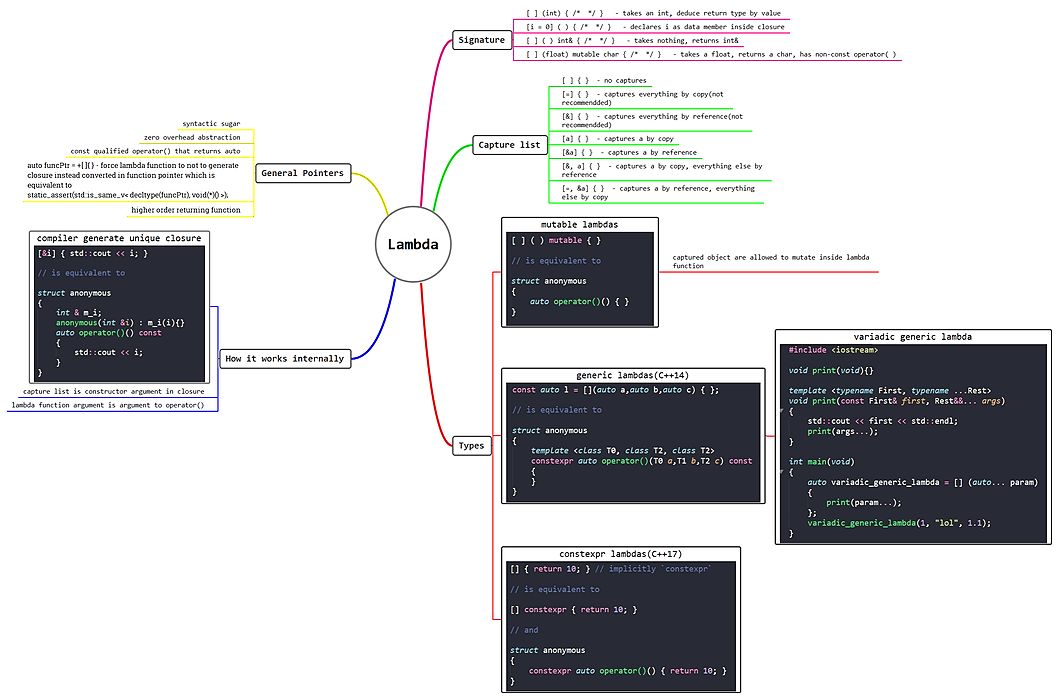 Lambda
Signature
[ ] (int) { /*  */ }   - takes an int, deduce return type by value
[i = 0] ( ) { /*  */ }   - declares i as data member inside closure
[ ] ( ) int& { /*  */ }   - takes nothing, returns int&
[ ] (float) mutable char { /*  */ }   - takes a float, returns a char, has non-const operator( )
Capture list
[ ] { }  - no captures
[=] { }  - captures everything by copy(not
recommendded)
[&] { }  - captures everything by reference(not
recommendded)
[a] { }  - captures a by copy
[&a] { }  - captures a by reference
[&, a] { }  - captures a by copy, everything else by
reference
[=, &a] { }  - captures a by reference, everything
else by copy
General Pointers
syntactic sugar
zero overhead abstraction
const qualified operator() that returns auto
auto funcPtr = +[]{} - force lambda function to not to generate
closure instead converted in function pointer which is
equivalent to
static_assert(std::is_same_v< decltype(funcPtr), void(*)() >);
higher order returning function
How it works internally
compiler generate unique closure
[&i] { std::cout << i; }
// is equivalent to
struct anonymous
{
int & m_i;
anonymous(int &i) : m_i(i){}
auto operator()() const
{
std::cout << i;
}
}
capture list is constructor argument in closure
lambda function argument is argument to operator()
Types
mutable lambdas
[ ] ( ) mutable { }
// is equivalent to
struct anonymous
{
auto operator()() { }
}
captured object are allowed to mutate inside lambda
function
generic lambdas(C++14)
const auto l = [](auto a,auto b,auto c) { };
// is equivalent to
struct anonymous
{
template <class T0, class T2, class T2>
constexpr auto operator()(T0 a,T1 b,T2 c) const
{
}
}
variadic generic lambda
#include <iostream>
void print(void){}
template <typename First, typename ...Rest>
void print(const First& first, Rest&&... args)
{
std::cout << first << std::endl;
print(args...);
}
int main(void)
{
auto variadic_generic_lambda = [] (auto... param)
{
print(param...);
};
variadic_generic_lambda(1, "lol", 1.1);
}
constexpr lambdas(C++17)
[] { return 10; } // implicitly `constexpr`
// is equivalent to
[] constexpr { return 10; }
// and
struct anonymous
{
constexpr auto operator()() { return 10; }
}